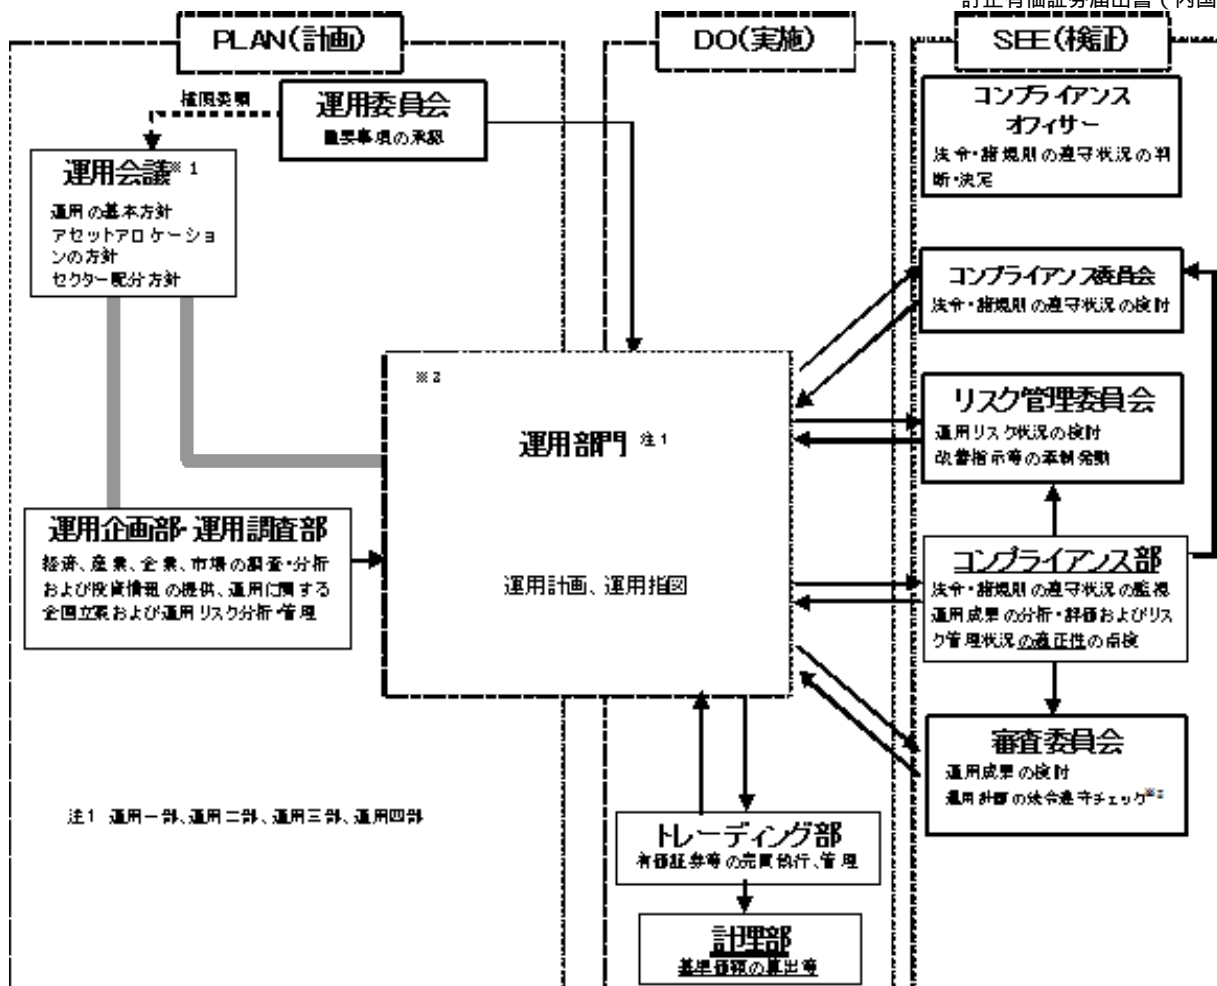 訂正有価証券届出書(内国
PLAN(計画)
権限委譲
運用委員会
重要事項の承認
運用会議※1
運用の基本方針
アセットアロケーショ
ンの方針
セクター配分方針
運用企画部・運用調査部
経済、産業、企業、市場の調査・分析
および投資情報の提供、運用に関する
企画立案および運用リスク分析・管理
注1 運用一部、運用二部、運用三部、運用四部
DO(実施)
※2
運用部門 注1
運用計画、運用指図
トレーディング部
有価証券等の売買執行、管理
計理部
基準価額の算出等
SEE(検証)
コンプライアンス
オフィサー
法令・諸規則の遵守状況の判
断・決定
コンプライアンス委員会
法令・諸規則の遵守状況の検討
リスク管理委員会
運用リスク状況の検討
改善指示等の牽制発動
コンプライアンス部
法令・諸規則の遵守状況の監視
運用成果の分析・評価およびリス
ク管理状況の適正性の点検
審査委員会
運用成果の検討
運用計画の法令遵守チェック